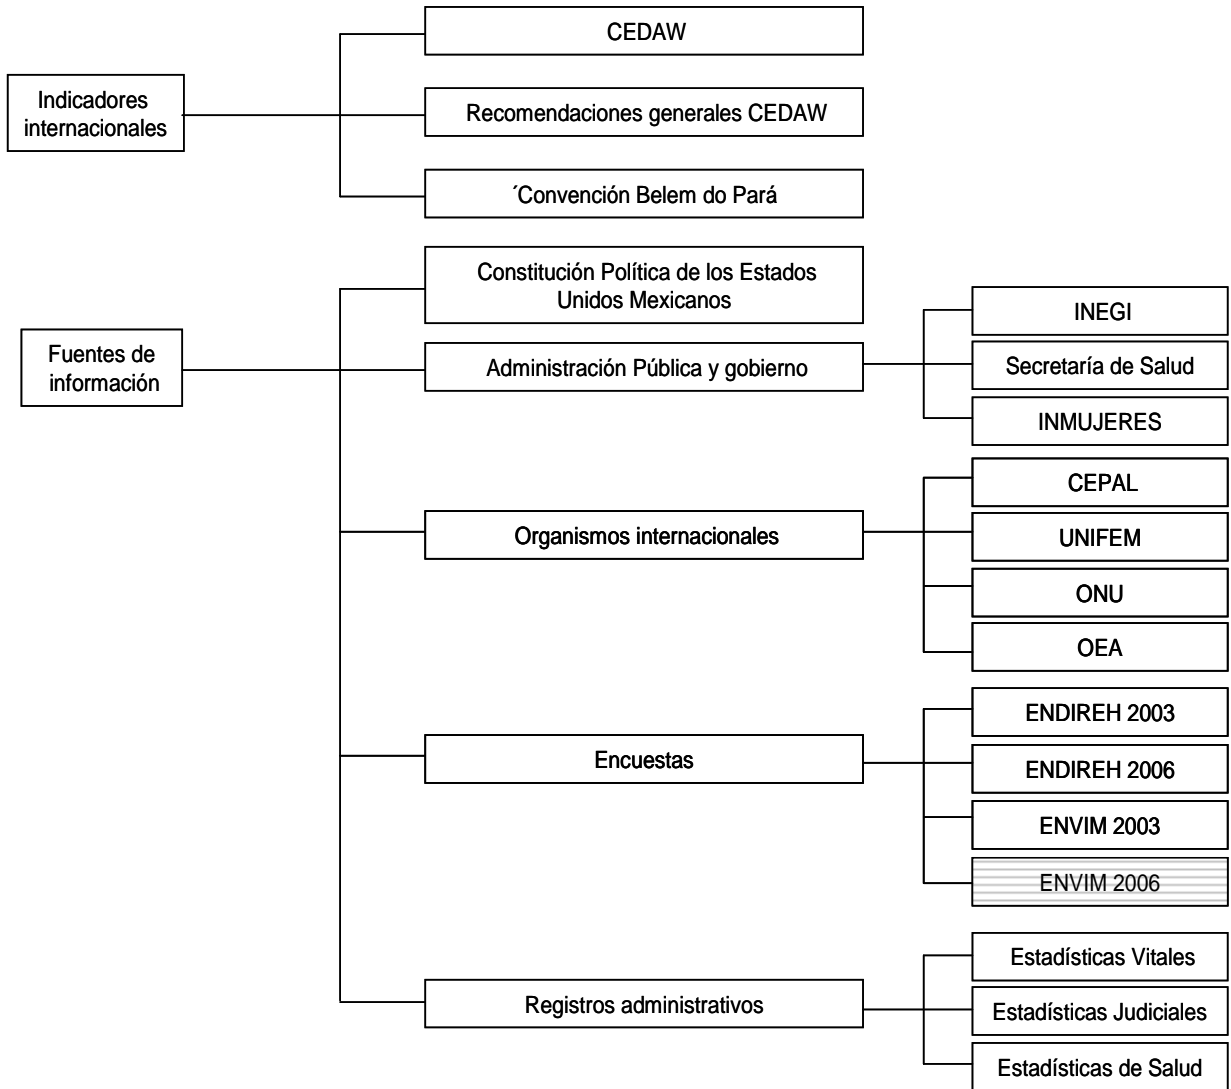 CEDAW
Indicadores
internacionales
Recomendaciones generales CEDAW
´Convención Belem do Pará
Constitución Política de los Estados
Unidos Mexicanos
Fuentes de
información
Administración Pública y gobierno
INEGI
Secretaría de Salud
INMUJERES
Organismos internacionales
CEPAL
UNIFEM
ONU
OEA
Encuestas
ENDIREH 2003
ENDIREH 2006
ENVIM 2003
ENVIM 2006
Registros administrativos
Estadísticas Vitales
Estadísticas Judiciales
Estadísticas de Salud